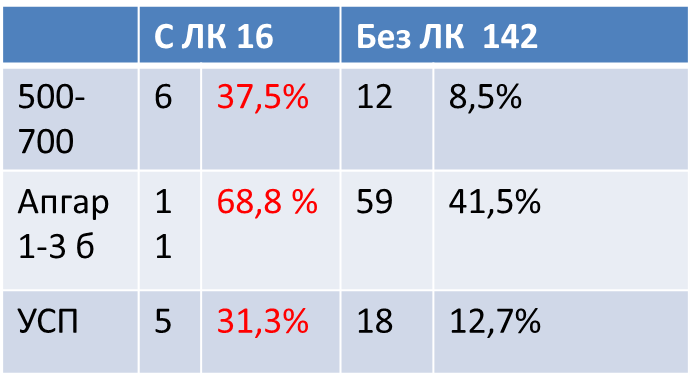 С ЛК 16 Без ЛК 142
500- 6 37,5% 12 8,5%
700
Апгар 1 68,8 % 59 41,5%
1-3 б 1
УСП 5 31,3% 18 12,7%